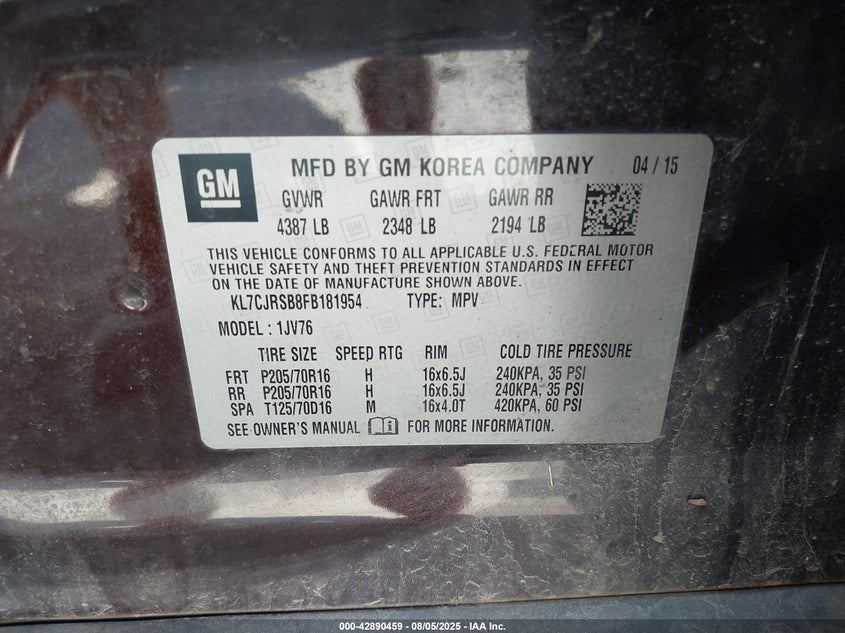 GM MFD BY GM KOREA COMPANY 04 / 15
GVWR GAWR FRT GAWR RR
4387 LB 2348 LB 2194 LB
THIS VEHICLE CONFORMS TO ALL APPLICABLE U.S. FEDERAL MOTOR
VEHICLE SAFETY AND THEFT PREVENTION STANDARDS IN EFFECT
ON THE DATE OF MANUFACTURE SHOWN ABOVE.
KL7CJRSB8FB181954 TYPE: MPV
MODEL : 1JV76
TIRE SIZE SPEED RTG RIM COLD TIRE PRESSURE
FRT P205/70R16 H 16x6.5J 240KPA, 35 PSI
RR P205/70R16 H 16x6.5J 240KPA, 35 PSI
SPA T125/70D16 M 16x4.0T 420KPA, 60 PSI
SEE OWNER'S MANUAL FOR MORE INFORMATION.
000-42890459 - 08/05/2025 - IAA Inc.